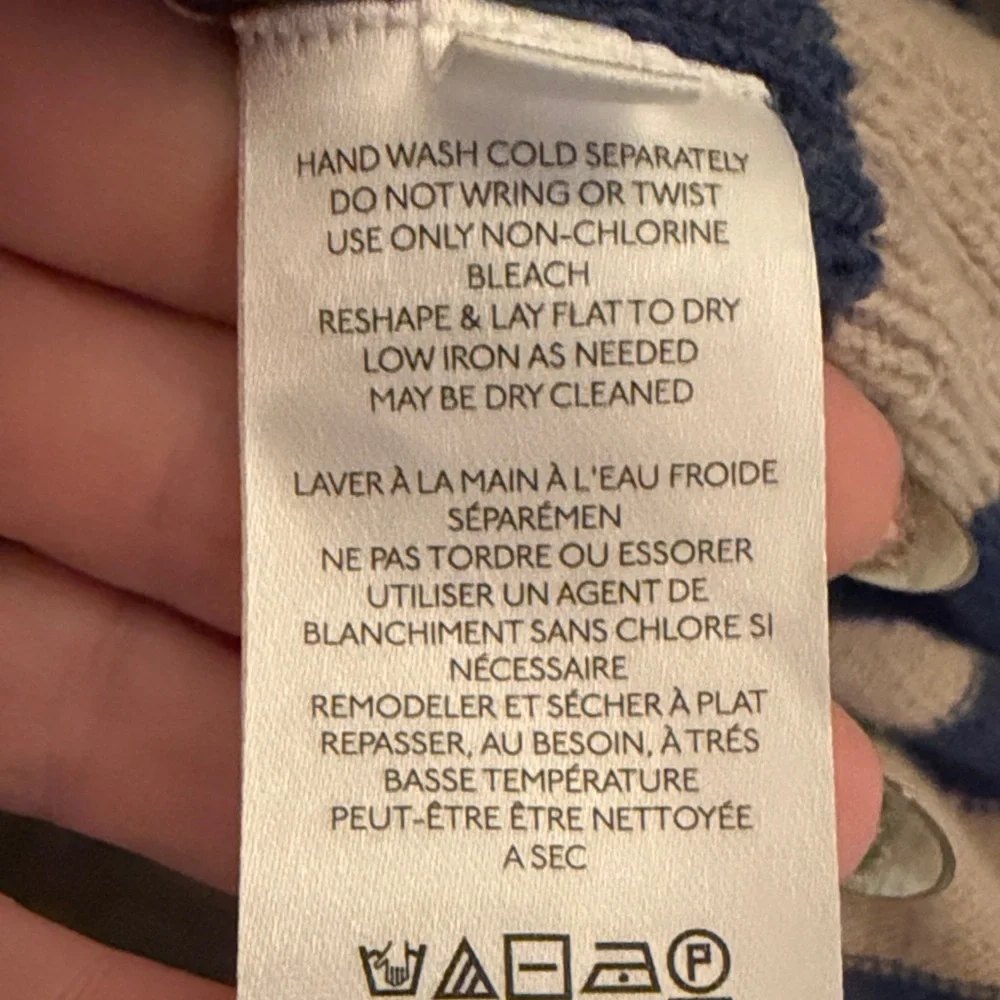 HAND WASH COLD SEPARATELY
DO NOT WRING OR TWIST
USE ONLY NON-CHLORINE
BLEACH
RESHAPE & LAY FLAT TO DRY
LOW IRON AS NEEDED
MAY BE DRY CLEANED
LAVER À LA MAIN À L'EAU FROIDE
SÉPARÉMEN
NE PAS TORDRE OU ESSORER
UTILISER UN AGENT DE
BLANCHIMENT SANS CHLORE SI
NÉCESSAIRE
REMODELER ET SÉCHER À PLAT
REPASSER, AU BESOIN, À TRÉS
BASSE TEMPÉRATURE
PEUT-ÊTRE ÊTRE NETTOYÉE
A SEC
P